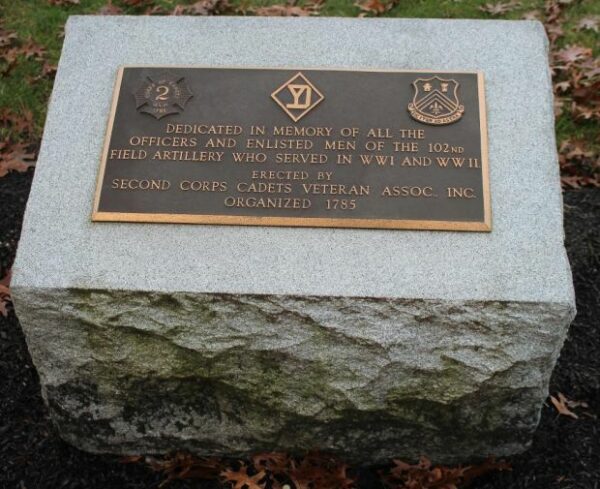 2
YD
DEDICATED IN MEMORY OF ALL THE
OFFICERS AND ENLISTED MEN OF THE 102ND
FIELD ARTILLERY WHO SERVED IN WWI AND WWII
ERECTED BY
SECOND CORPS CADETS VETERAN ASSOC., INC.
ORGANIZED 1785